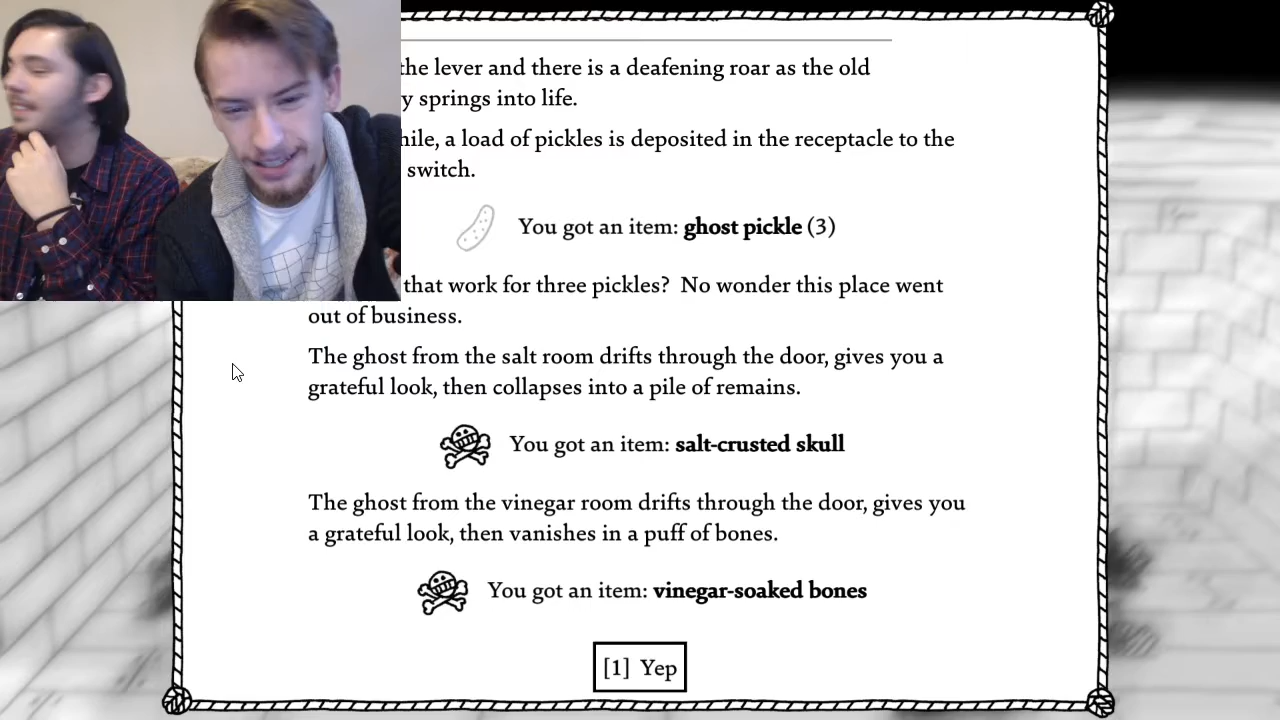 the lever and there is a deafening roar as the old
y springs into life.
hile, a load of pickles is deposited in the receptacle to the
switch.
You got an item: ghost pickle (3)
that work for three pickles? No wonder this place went
out of business.
The ghost from the salt room drifts through the door, gives you a
grateful look, then collapses into a pile of remains.
You got an item: salt-crusted skull
The ghost from the vinegar room drifts through the door, gives you
a grateful look, then vanishes in a puff of bones.
You got an item: vinegar-soaked bones
[1] Yep